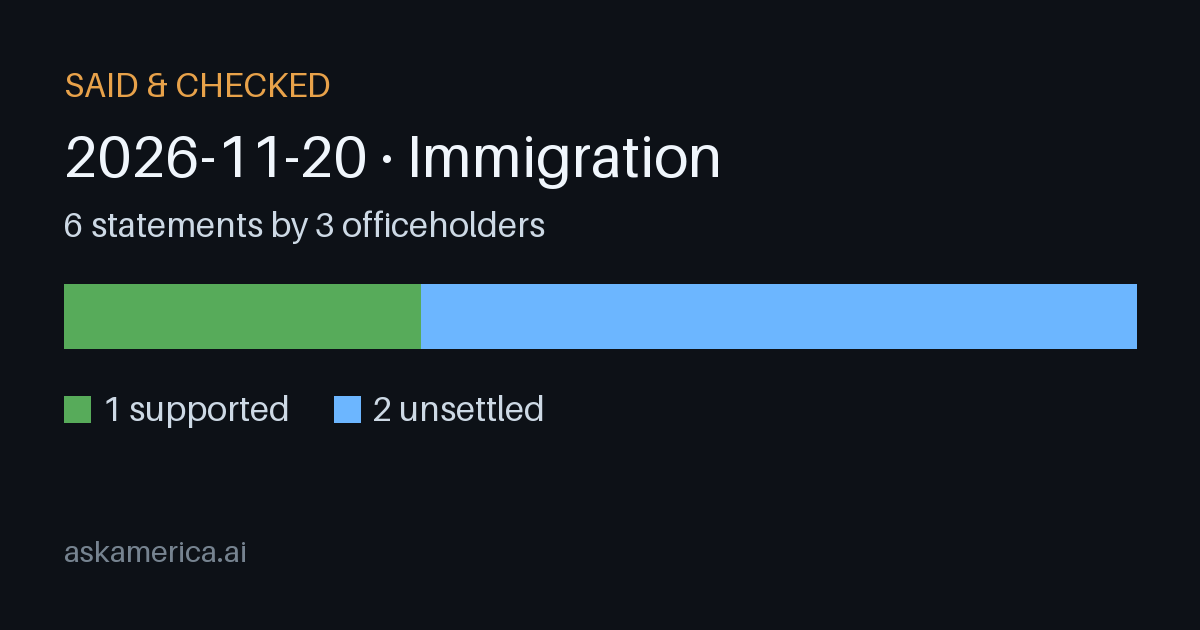 SAID & CHECKED
2026-11-20 · Immigration
6 statements by 3 officeholders
1 supported 2 unsettled
askamerica.ai